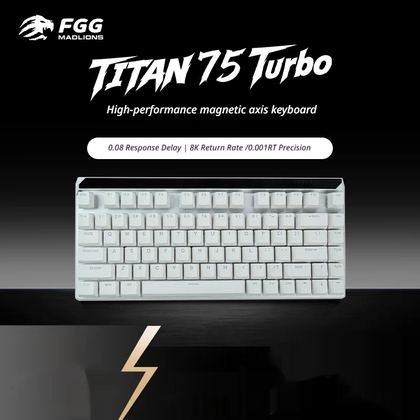 FGG
MADLIONS
TITAN 75 Turbo
High-performance magnetic axis keyboard
0.08 Response Delay | 8K Return Rate /0.001RT Precision